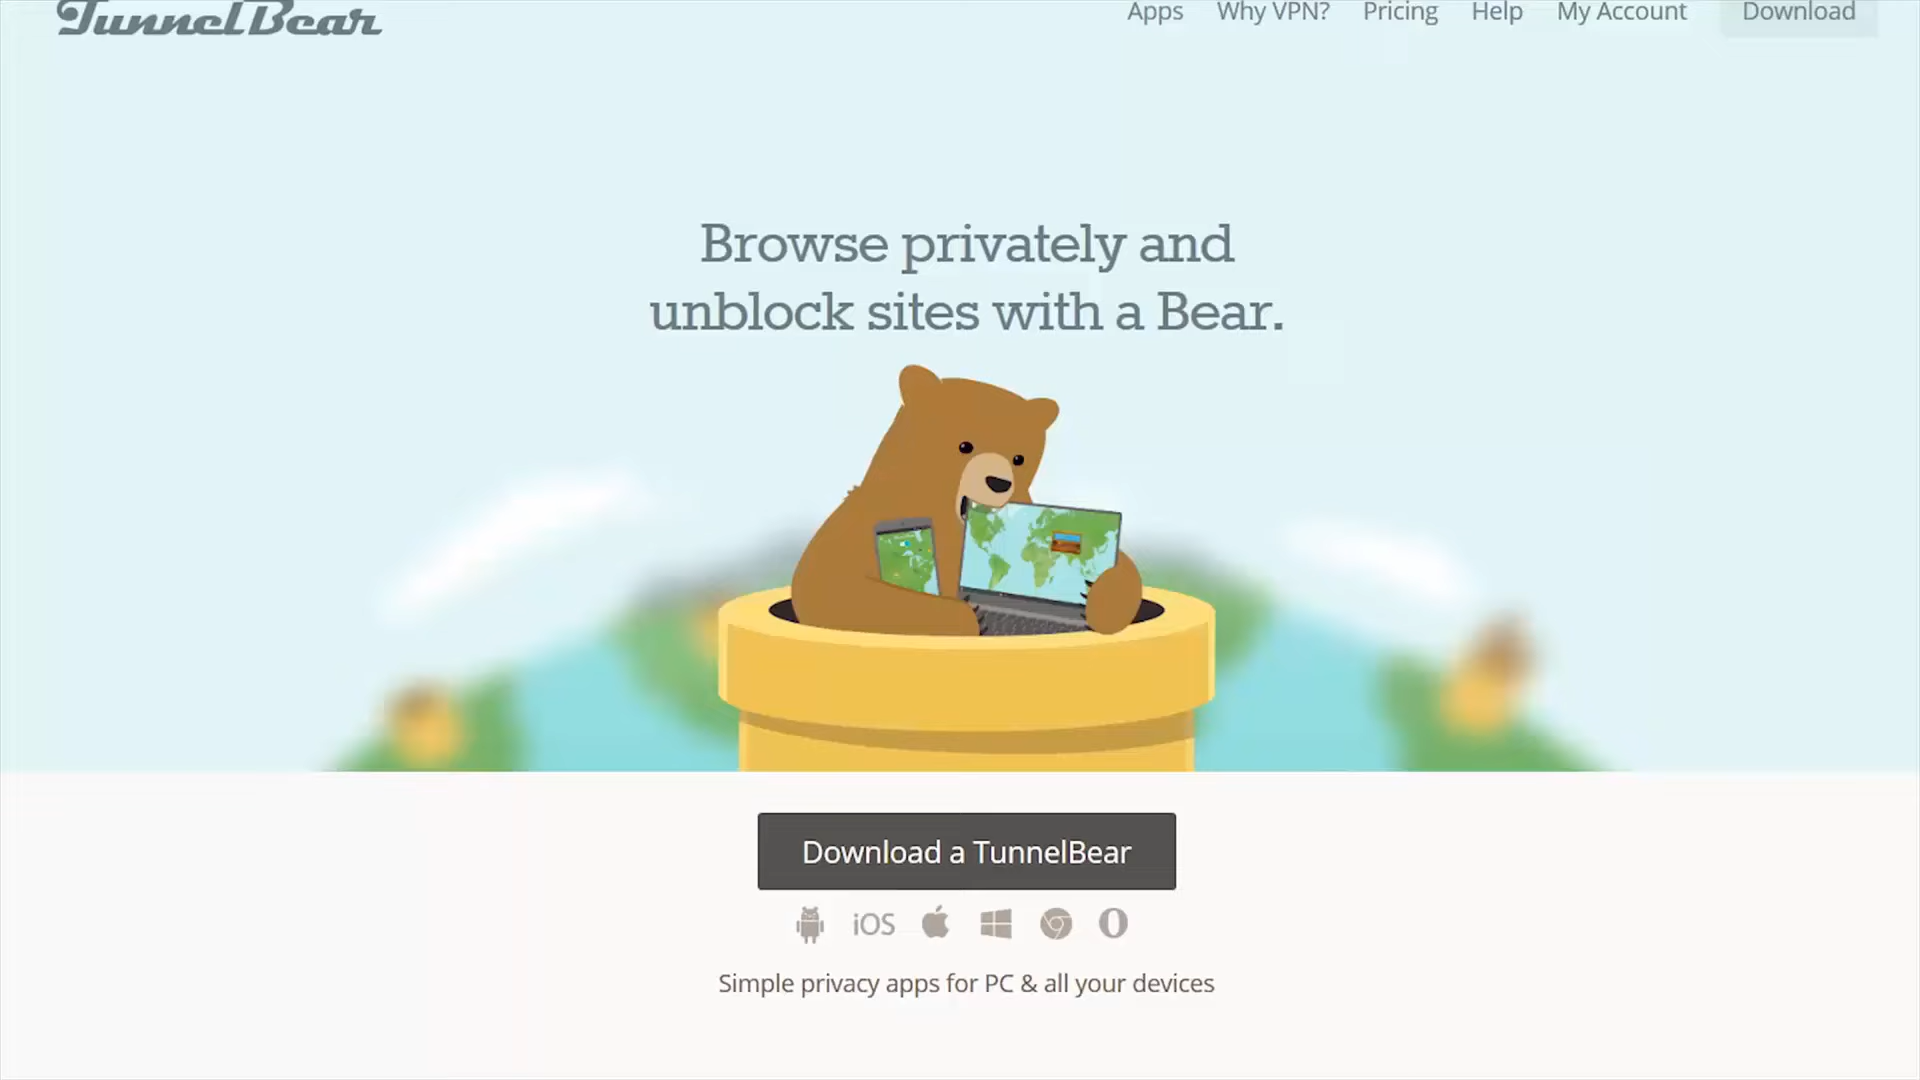 TunnelBear
Apps Why VPN? Pricing Help My Account Download
Browse privately and
unblock sites with a Bear.
Download a TunnelBear
iOS
Simple privacy apps for PC & all your devices